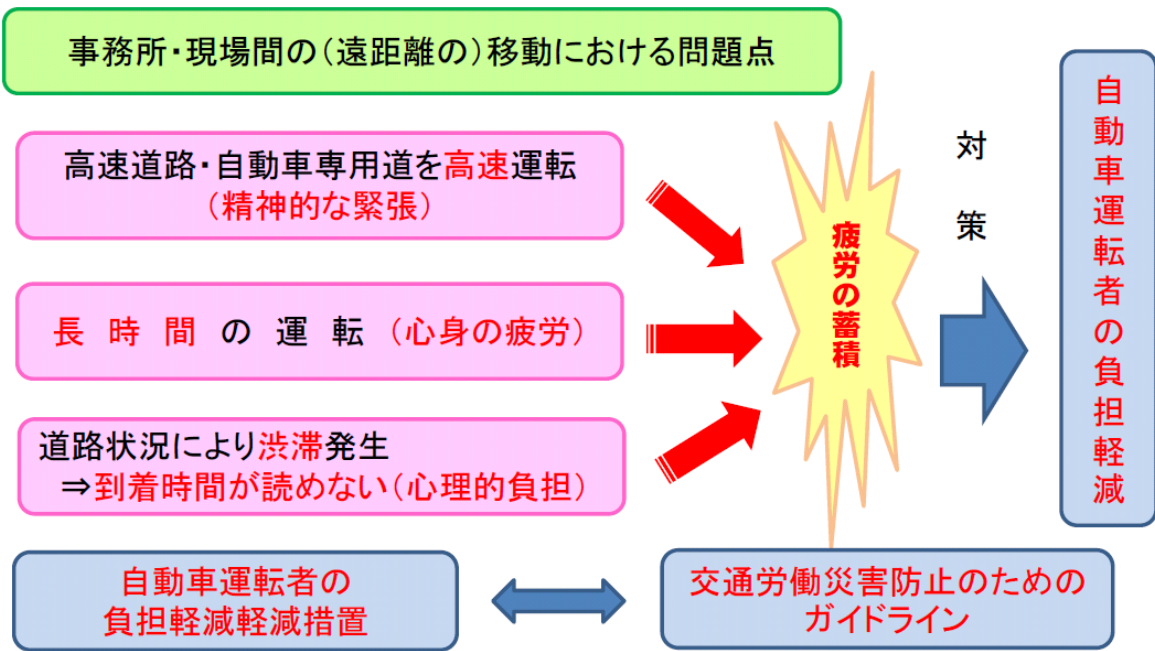 事務所・現場間の(遠距離の)移動における問題点
高速道路・自動車専用道を高速運転
(精神的な緊張)
長時間の運転(心身の疲労)
道路状況により渋滞発生
⇒到着時間が読めない(心理的負担)
疲労の蓄積
対策
自動車運転者の負担軽減
自動車運転者の
負担軽減軽減措置
交通労働災害防止のための
ガイドライン